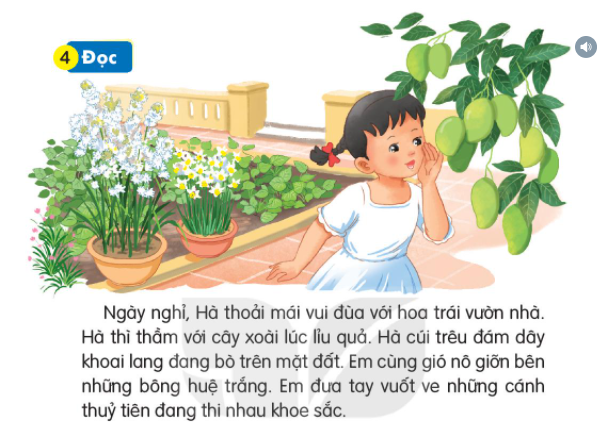 4 Đọc
Ngày nghỉ, Hà thoải mái vui đùa với hoa trái vườn nhà.
Hà thì thầm với cây xoài lúc lỉu quả. Hà cúi trêu đám dây
khoai lang đang bò trên mặt đất. Em cùng gió nô giỡn bên
những bông huệ trắng. Em đưa tay vuốt ve những cánh
thuỷ tiên đang thi nhau khoe sắc.